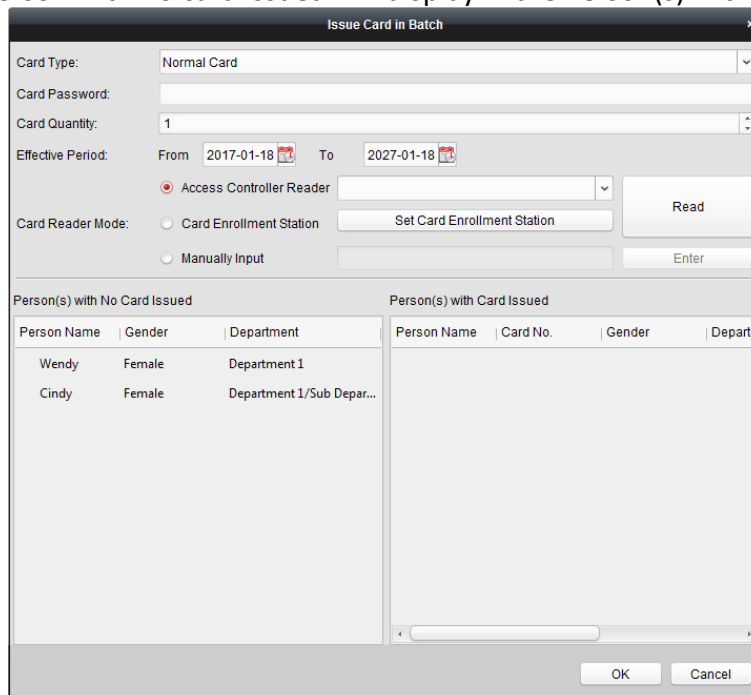 Issue Card in Batch
Card Type: Normal Card
Card Password:
Card Quantity: 1
Effective Period: From 2017-01-18 To 2027-01-18
Access Controller Reader
Read
Card Reader Mode: Card Enrollment Station Set Card Enrollment Station
Manually Input Enter
Person(s) with No Card Issued Person(s) with Card Issued
Person Name Gender Department Person Name Card No. Gender Depart
Wendy Female Department 1
Cindy Female Department 1/Sub Depar...
OK Cancel